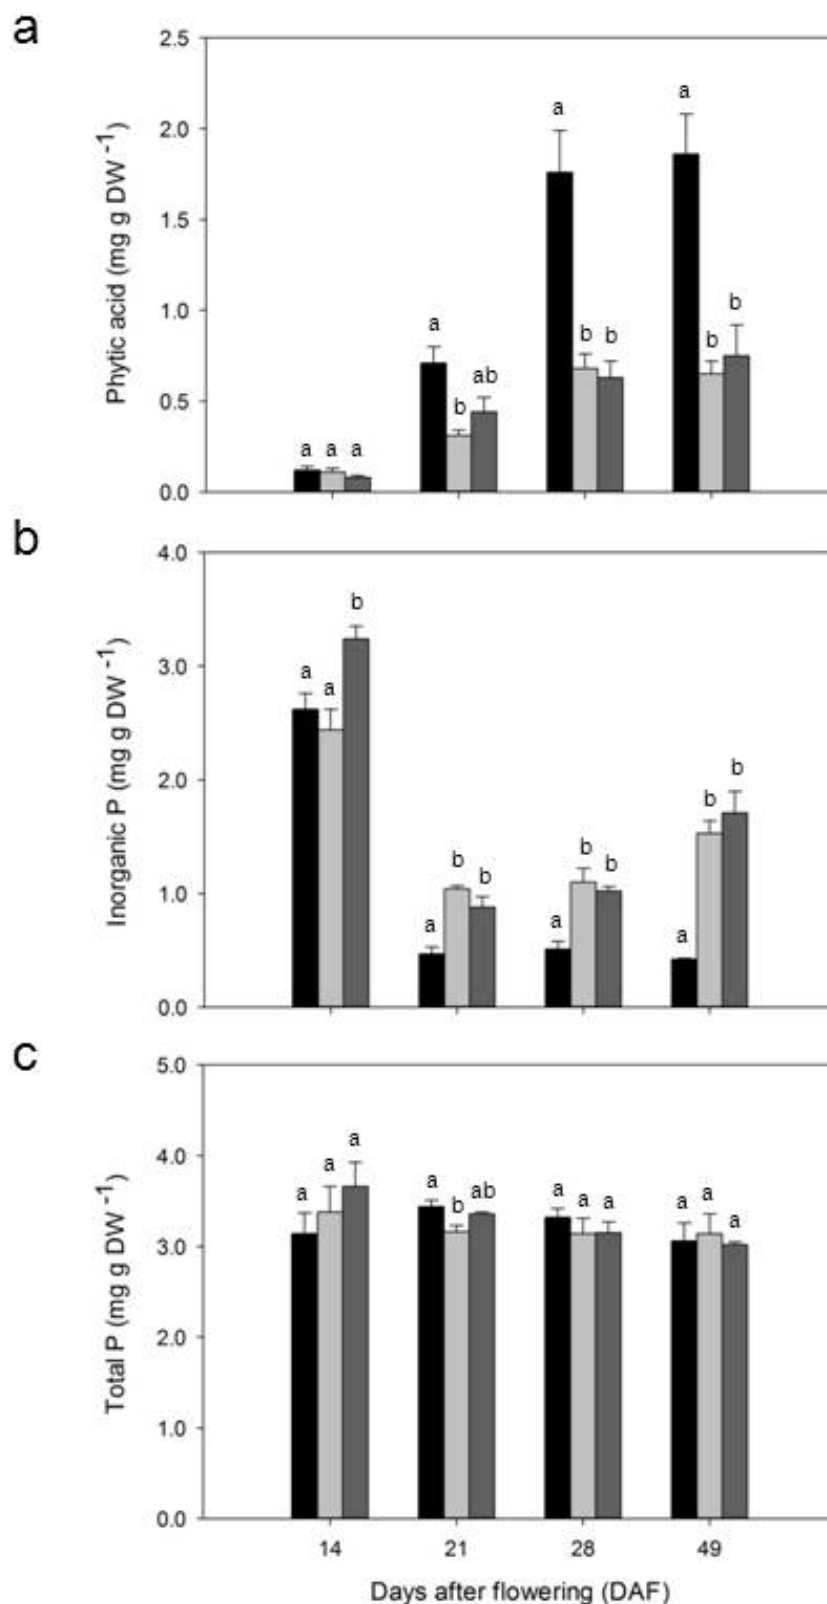 a
Phytic acid (mg g DW -1)
2.5
2.0
1.5
1.0
0.5
0.0
a a a
a b ab
a b b
a b b
b
Inorganic P (mg g DW -1)
4.0
3.0
2.0
1.0
0.0
a a b
a b b
a b b
a b b
c
Total P (mg g DW -1)
5.0
4.0
3.0
2.0
1.0
0.0
a a a
a b ab
a a a
a a a
14 21 28 49
Days after flowering (DAF)